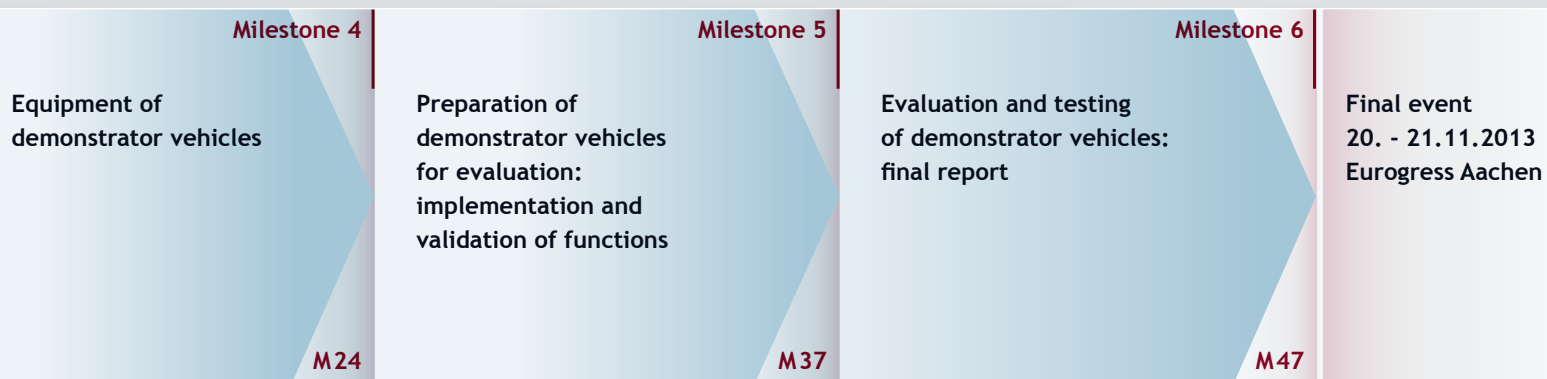 Milestone 4
Equipment of
demonstrator vehicles
M24
Milestone 5
Preparation of
demonstrator vehicles
for evaluation:
implementation and
validation of functions
M37
Milestone 6
Evaluation and testing
of demonstrator vehicles:
final report
M47
Final event
20. - 21.11.2013
Eurogress Aachen